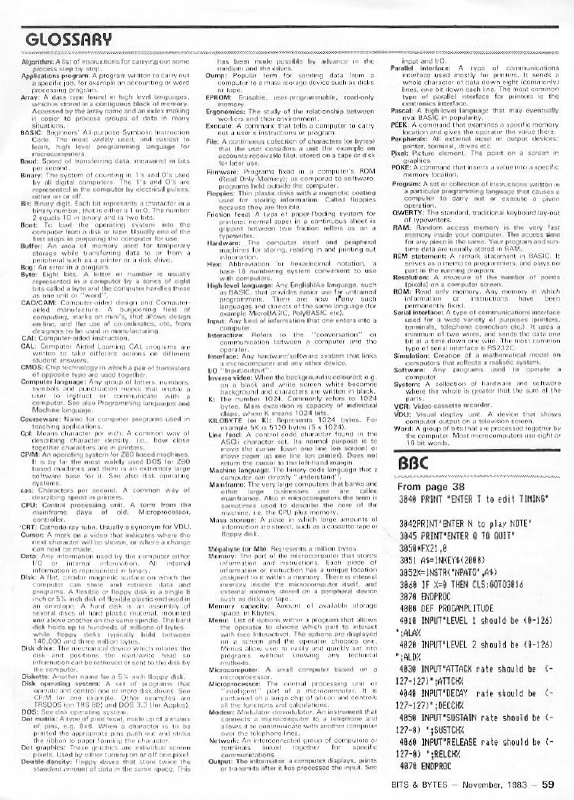 GLOSSARY
Algorithm: A list of instructions for carrying out some
process step by step.
Applications program: A program written to carry out
a specific job, for example an accounting or word
processing program.
Array: A data type found in high level languages,
which is stored in a contiguous block of memory.
Accessed by the array name and an index making
it easier to process groups of data in many
situations.
BASIC: Beginners' All-purpose Symbolic Instruction
Code. The most widely used, and easiest to
learn, high level programming language for
microcomputers.
Baud: Speed of transferring data, measured in bits
per second.
Binary: The system of counting in 1's and 0's used
by all digital computers. The 1's and 0's are
represented in the computer by electrical pulses,
either on or off.
Bit: Binary digit. Each bit represents a character in a
binary number, this is either a 1 or 0. The number
2 equals 10 in binary and is two bits.
Boot: To load the operating system into the
computer from a disk or tape. Usually one of the
first steps in preparing the computer for use.
Buffer: An area of memory used for temporary
storage while transferring data to or from a
peripheral such as a printer or a disk drive.
Bug: An error in a program.
Byte: Eight bits. A letter or number is usually
represented in a computer by a series of eight
bits called a byte and the computer handles these
as one unit or "word".
CAD/CAM: Computer-aided design and Computer-
aided manufacture. A burgeoning field of
computing, marks on mini's, that allows design
on-line, and the use of co-ordinates, etc, from
designers to be used in manufacturing.
CAI: Computer-aided instruction.
CAL: Computer Aided Learning CAL programs are
written to take different actions on different
student answers.
CMOS: Chip technology in which a pair of transistors
of opposite type are used together.
Computer language: Any group of letters, numbers,
symbols and punctuation marks that enable a
user to instruct or communicate with a
computer. See also Programming languages and
Machine language.
Courseware: Name for computer programs used in
teaching applications.
Cpi: Means character per inch. A common way of
describing character density. i.e., how close
together characters are in printers.
CP/M: An operating system for Z80 based machines.
It is by far the most widely used DOS for Z80
based machines and there is an extremely large
software base for it. See also disk operating
systems.
cps: Characters per second. A common way of
describing speed in printers.
CPU: Central processing unit. A term from the
mainframe days of old. Microprocessor,
controller.
'CRT: Cathode ray tube. Usually a synonym for VDU.
Cursor: A mark on a video that indicates where the
next character will be shown, or where a change
can next be made.
Data: Any information used by the computer either
I/O or internal information. All internal
information is represented in binary.
Disk: A flat, circular magnetic surface on which the
computer can store and retrieve data and
programs. A flexible or floppy disk is a single 8
inch or 5¼ inch disk of flexible plastic enclosed in
an envelope. A hard disk is an assembly of
several discs of hard plastic material, mounted
one above another on the same spindle. The hard
disk holds up to hundreds of millions of bytes —
while floppy disks typically hold between
140,000 and three million bytes.
Disk drive: The mechanical device which rotates the
disk and positions the read/write head so
information can be retrieved or sent to the disk by
the computer.
Diskette: Another name for a 5¼ inch floppy disk.
Disk operating system: A set of programs that
operate and control one or more disk drives. See
CP/M for one example. Other examples are
TRSDOS (on TRS 80) and DOS 3.3 (for Apples).
DOS: See disk operating system.
Dot matrix: A type of print head, made up of a matrix
of pins, e.g. 8x8. When a character is to be
printed the appropriate pins push out and strike
the ribbon to paper forming the character.
Dot graphics: These graphics are individual screen
pixels. Used by either turning on or off one pixel.
Double density: Floppy drives that store twice the
standard amount of data in the same space. This
has been made possible by advance in the
medium and the drives.
Dump: Popular term for sending data from a
computer to a mass storage device such as disks
or tape.
EPROM: Erasable, user-programmable, read-only
memory.
Ergonomics: The study of the relationship between
workers and their environment.
Execute: A command that tells a computer to carry
out a user's instructions or program.
File: A continuous collection of characters (or bytes)
that the user considers a unit (for example on
accounts receivable file), stored on a tape or disk
for later use.
Firmware: Programs fixed in a computer's ROM
(Read Only Memory); as compared to software,
programs held outside the computer.
Floppies: Thin plastic disks with a magnetic coating
used for storing information. Called floppies
because they are flexible.
Friction feed: A type of paper-feeding system for
printers; normal paper in a continuous sheet is
gripped between two friction rollers as on a
typewriter.
Hardware: The computer itself and peripheral
machines for storing, reading in and printing out
information.
Hex: Abbreviation for hexadecimal notation, a
base-16 numbering system convenient to use
with computers.
High level language: Any English-like language, such
as BASIC, that provides easier use for untrained
programmers. There are now many such
languages and dialects of the same language (for
example MicroBASIC, PolyBASIC etc).
Input: Any kind of information that one enters into a
computer.
Interactive: Refers to the "conversation" or
communication between a computer and the
operator.
Interface: Any hardware/software system that links
a microcomputer and any other device.
I/O: "Input/output".
Inverse video: When the background is coloured; e.g.
on a black and white screen white becomes
background and characters are written in black.
K: The number 1024. Commonly refers to 1024
bytes. Main exception is capacity of individual
chips, where K means 1024 bits.
KILOBYTE (or K): Represents 1024 bytes. For
example 5K is 5120 bytes (5 x 1024).
Line feed: A control code character found in the
ASCII character set. Its normal purpose is to
move the cursor down one line (on screen) or
move paper up one line (on printer). Does not
return the cursor to the left-hand margin.
Machine language: The binary code language that a
computer can directly "understand".
Mainframe: The very large computers that banks and
other large businesses use are called
mainframes. Also in microcomputers the term is
sometimes used to describe the core of the
machine, i.e. the CPU plus memory.
Mass storage: A place in which large amounts of
information are stored, such as a cassette tape or
floppy disk.
Megabyte (or Mb): Represents a million bytes.
Memory: The part of the microcomputer that stores
information and instructions. Each piece of
information or instruction has a unique location
assigned to it within a memory. There is internal
memory inside the microcomputer itself, and
external memory stored on a peripheral device
such as disks or tape.
Memory capacity: Amount of available storage
space in Kbytes.
Menu: List of options within a program that allows
the operator to choose which part to interact
with (see Interactive). The options are displayed
on a screen and the operator chooses one.
Menus allow user to easily and quickly set into
programs without knowing any technical
methods.
Microcomputer: A small computer based on a
microprocessor.
Microprocessor: The central processing unit or
"intelligent" part of a microcomputer. It is
contained on a single chip of silicon and controls
all the functions and calculations.
Modem: Modulator-demodulator. An instrument that
connects a microcomputer to a telephone and
allows it to communicate with another computer
over the telephone lines.
Network: An interconnected group of computers or
terminals linked together for specific
communications.
Output: The information a computer displays, prints
or transmits after it has processed the input. See
input and I/O.
Parallel interface: A type of communications
interface used mostly for printers. It sends a
whole character of data down eight (commonly)
lines, one bit down each line. The most common
type of parallel interface for printers is the
centronics interface.
Pascal: A high-level language that may eventually
rival BASIC in popularity.
PEEK: A command that examines a specific memory
location and gives the operator the value there.
Peripherals: All external input or output devices:
printer, terminal, drives etc.
Pixel: Picture element. The point on a screen in
graphics.
POKE: A command that inserts a value into a specific
memory location.
Program: A set or collection of instructions written in
a particular programming language that causes a
computer to carry out or execute a given
operation.
QWERTY: The standard, traditional keyboard lay-out
of typewriters.
RAM: Random access memory is the very fast
memory inside your computer. The access time
for any piece is the same. Your program and run-
time data are usually stored in RAM.
REM statement: A remark statement in BASIC. It
serves as a memo to programmers, and plays no
part in the running program.
Resolution: A measure of the number of points
(pixels) on a computer screen.
ROM: Read only memory. Any memory in which
information or instructions have been
permanently fixed.
Serial interface: A type of communications interface
used for a wide variety of purposes (printers,
terminals, telephone connection etc). It uses a
minimum of two wires, and sends the data one
bit at a time down one wire. The most common
type of serial interface is RS232C.
Simulation: Creation of a mathematical model on
computers that reflects a realistic system.
Software: Any programs used to operate a
computer.
System: A collection of hardware and software
where the whole is greater that the sum of the
parts.
VCR: Video-cassette recorder.
VDU: Visual display unit. A device that shows
computer output on a television screen.
Word: A group of bits that are processed together by
the computer. Most microcomputers use eight or
16 bit words.
BBC
From page 38
3040 PRINT "ENTER T to edit TIMING"
3042PRINT"ENTER N to play NOTE"
3045 PRINT"ENTER Q TO QUIT"
3050*FX21,0
3051 A$=INKEY$(2000)
3052X=INSTR("NPATQ",A$)
3060 IF X=0 THEN CLS:GOTO3016
3070 ENDPROC
4000 DEF PROCAMPLITUDE
4010 INPUT"LEVEL 1 should be (0-126)
";ALA%
4020 INPUT"LEVEL 2 should be (0-126)
";ALD%
4030 INPUT"ATTACK rate should be (-
127-127)";ATTCK%
4040 INPUT"DECAY rate should be (-
127-127)";DECCK%
4050 INPUT"SUSTAIN rate should be (-
127-0) ";SUSTCK%
4060 INPUT"RELEASE rate should be (-
127-0) ";RELCK%
4070 ENDPROC
BITS & BYTES — November, 1983 — 59